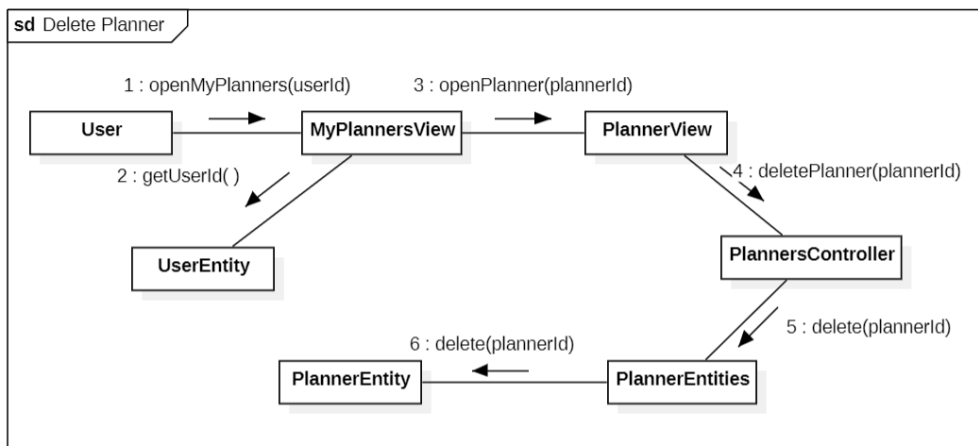 sd Delete Planner
1 : openMyPlanners(userId)
3 : openPlanner(plannerId)
User
MyPlannersView
PlannerView
2 : getUserId( )
4 : deletePlanner(plannerId)
UserEntity
PlannersController
5 : delete(plannerId)
6 : delete(plannerId)
PlannerEntity
PlannerEntities